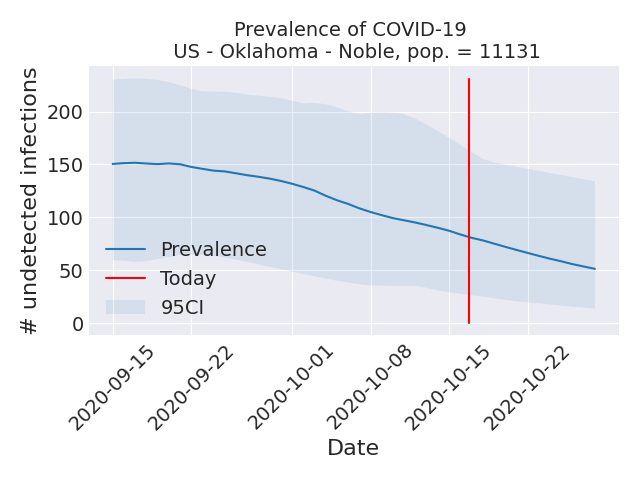 Prevalence of COVID-19
US - Oklahoma - Noble, pop. = 11131
# undetected infections
200
150
100
50
0
Prevalence
Today
95CI
2020-09-15
2020-09-22
2020-10-01
2020-10-08
2020-10-15
2020-10-22
Date